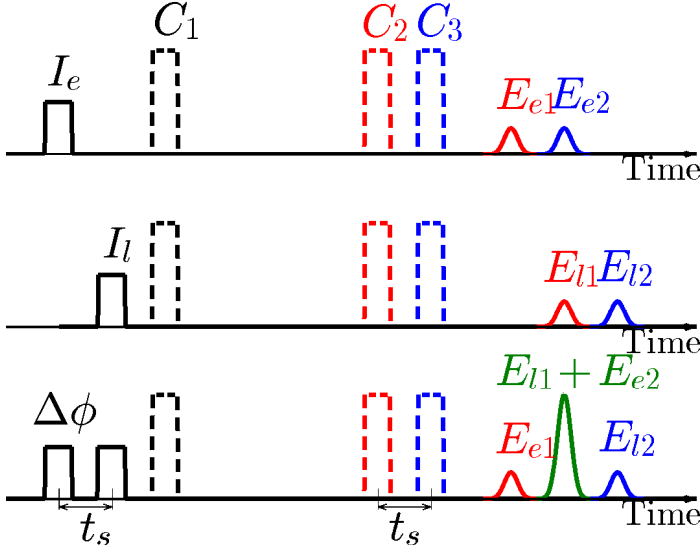 C₁ C₂ C₃
Iₑ
Eₑ₁ Eₑ₂
Time
Iₗ
Eₗ₁ Eₗ₂
Time
Eₗ₁ + Eₑ₂
Δϕ
Eₑ₁ Eₗ₂
Time
tₛ tₛ